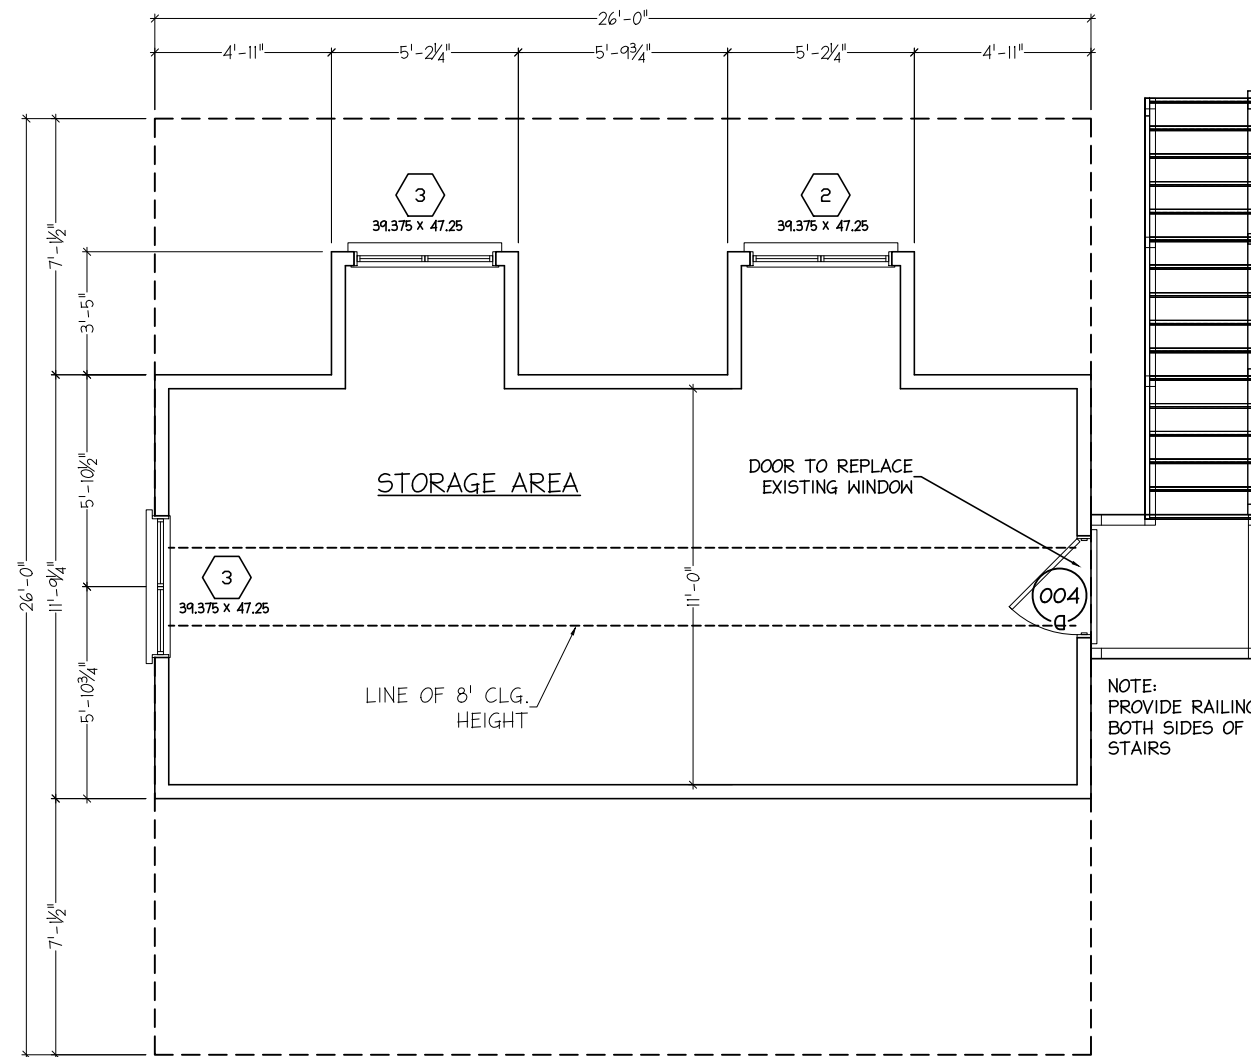 26'-0"
4'-11"
5'-2¼"
5'-9¾"
5'-2¼"
4'-11"
3
39.375 X 47.25
2
39.375 X 47.25
7'-1½"
3'-5"
STORAGE AREA
DOOR TO REPLACE
EXISTING WINDOW
5'-10½"
26'-0"
11'-9¼"
11'-0"
3
39.375 X 47.25
004
D
5'-10¾"
LINE OF 8' CLG.
HEIGHT
NOTE:
PROVIDE RAILING
BOTH SIDES OF
STAIRS
7'-1½"